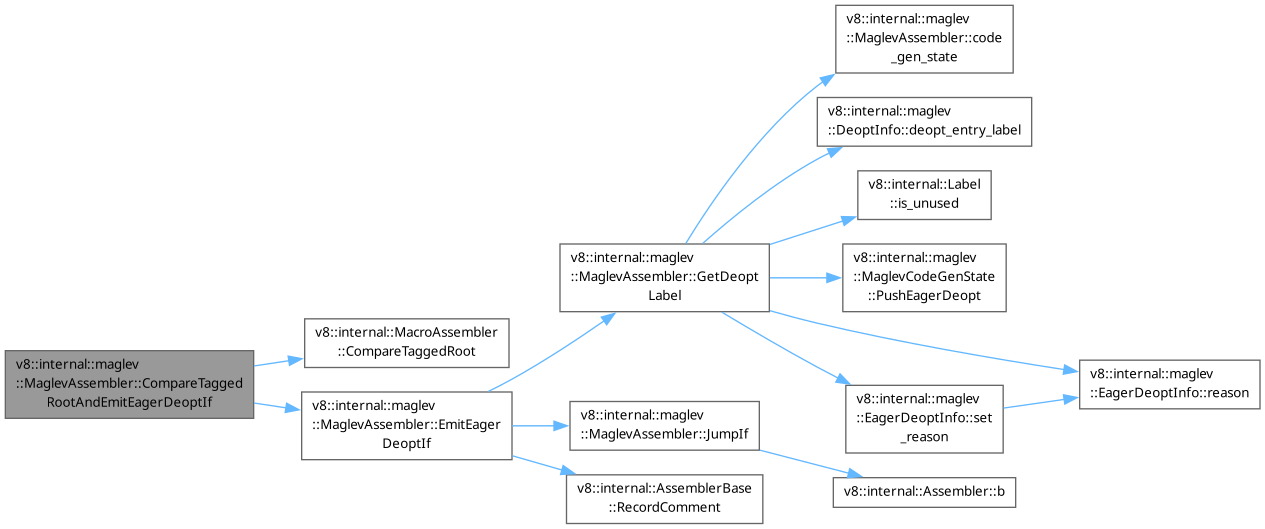 v8::internal::maglev
::MaglevAssembler::code
_gen_state
v8::internal::maglev
::DeoptInfo::deopt_entry_label
v8::internal::Label
::is_unused
v8::internal::maglev
::MaglevAssembler::GetDeopt
Label
v8::internal::maglev
::MaglevCodeGenState
::PushEagerDeopt
v8::internal::MacroAssembler
::CompareTaggedRoot
v8::internal::maglev
::MaglevAssembler::CompareTagged
RootAndEmitEagerDeoptIf
v8::internal::maglev
::EagerDeoptInfo::reason
v8::internal::maglev
::MaglevAssembler::EmitEager
DeoptIf
v8::internal::maglev
::MaglevAssembler::JumpIf
v8::internal::maglev
::EagerDeoptInfo::set
_reason
v8::internal::AssemblerBase
::RecordComment
v8::internal::Assembler::b